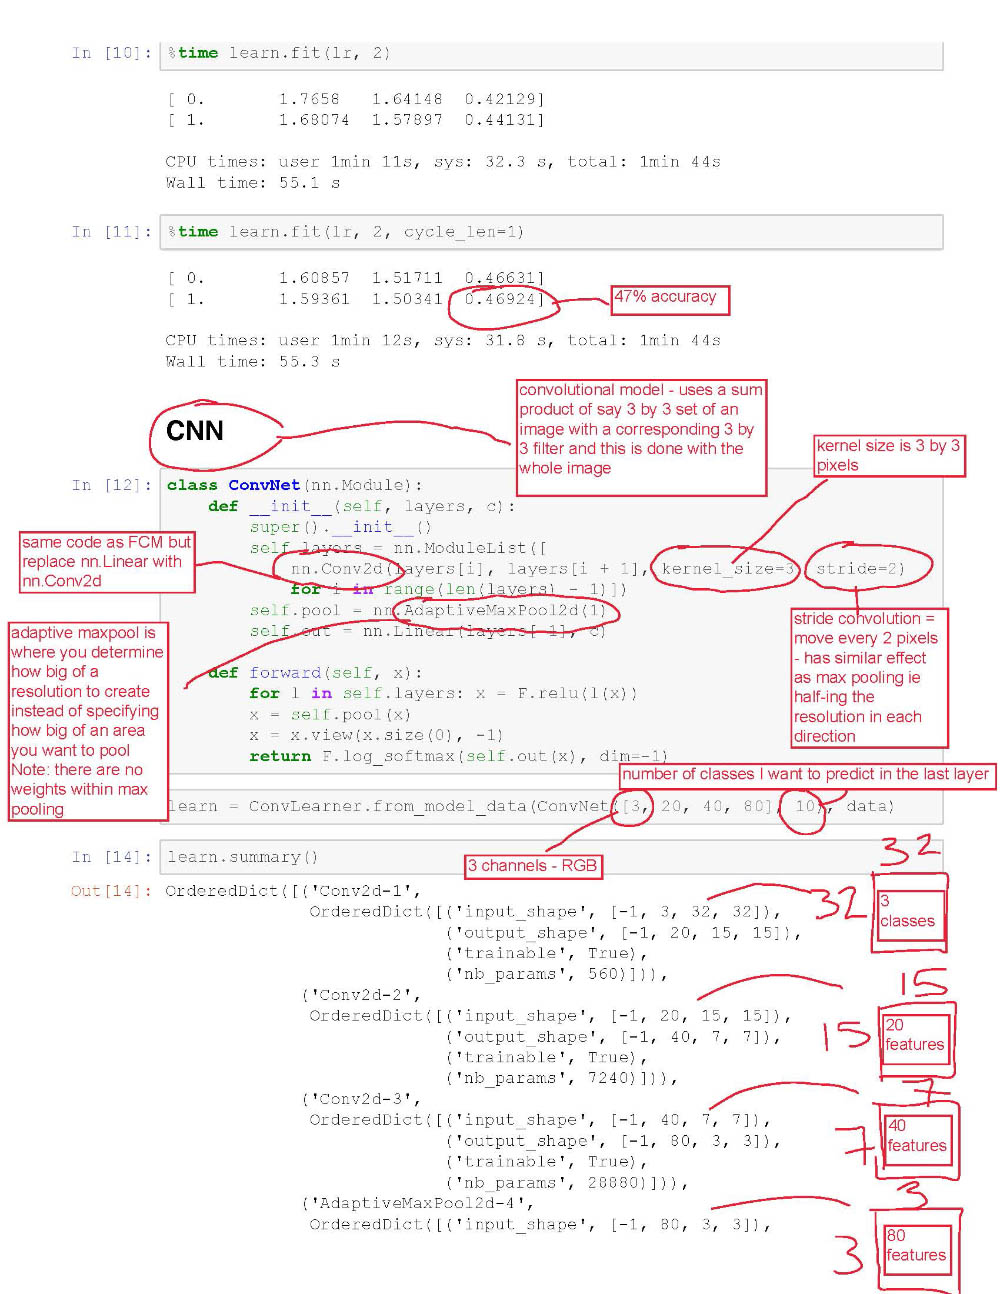 In [10]: %time learn.fit(lr, 2)
[ 0.       1.7658   1.64148  0.42129]
[ 1.       1.68074  1.57897  0.44131]
CPU times: user 1min 11s, sys: 32.3 s, total: 1min 44s
Wall time: 55.1 s
In [11]: %time learn.fit(lr, 2, cycle_len=1)
[ 0.       1.60857  1.51711  0.46631]
[ 1.       1.59361  1.50341  0.46924]
47% accuracy
CPU times: user 1min 12s, sys: 31.8 s, total: 1min 44s
Wall time: 55.3 s
CNN
convolutional model - uses a sum
product of say 3 by 3 set of an
image with a corresponding 3 by
3 filter and this is done with the
whole image
kernel size is 3 by 3
pixels
In [12]: class ConvNet(nn.Module):
def __init__(self, layers, c):
super().__init__()
self.layers = nn.ModuleList([
nn.Conv2d(layers[i], layers[i + 1], kernel_size=3, stride=2)
for i in range(len(layers) - 1)])
self.pool = nn.AdaptiveMaxPool2d(1)
self.out = nn.Linear(layers[-1], c)
def forward(self, x):
for l in self.layers: x = F.relu(l(x))
x = self.pool(x)
x = x.view(x.size(0), -1)
return F.log_softmax(self.out(x), dim=-1)
same code as FCM but
replace nn.Linear with
nn.Conv2d
adaptive maxpool is
where you determine
how big of a
resolution to create
instead of specifying
how big of an area
you want to pool
Note: there are no
weights within max
pooling
stride convolution =
move every 2 pixels
- has similar effect
as max pooling ie
half-ing the
resolution in each
direction
number of classes I want to predict in the last layer
learn = ConvLearner.from_model_data(ConvNet([3, 20, 40, 80], 10), data)
3 channels - RGB
In [14]: learn.summary()
Out[14]: OrderedDict([('Conv2d-1',
OrderedDict([('input_shape', [-1, 3, 32, 32]),
('output_shape', [-1, 20, 15, 15]),
('trainable', True),
('nb_params', 560)])),
32
32
3
classes
('Conv2d-2',
OrderedDict([('input_shape', [-1, 20, 15, 15]),
('output_shape', [-1, 40, 7, 7]),
('trainable', True),
('nb_params', 7240)])),
15
15
20
features
('Conv2d-3',
OrderedDict([('input_shape', [-1, 40, 7, 7]),
('output_shape', [-1, 80, 3, 3]),
('trainable', True),
('nb_params', 28880)])),
7
7
40
features
('AdaptiveMaxPool2d-4',
OrderedDict([('input_shape', [-1, 80, 3, 3]),
3
3
80
features